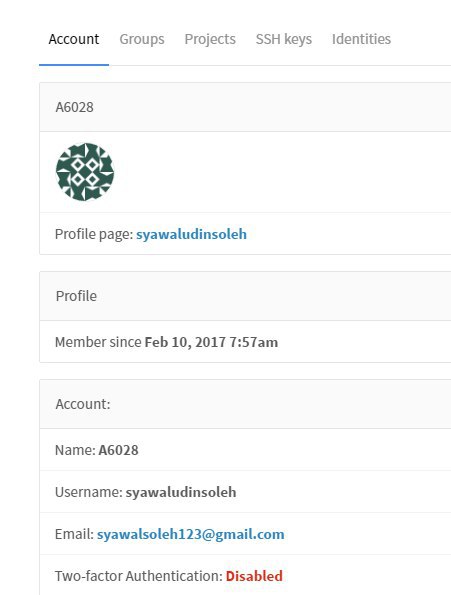 Account Groups Projects SSH keys Identities
A6028
Profile page: syawaludinsoleh
Profile
Member since Feb 10, 2017 7:57am
Account:
Name: A6028
Username: syawaludinsoleh
Email: syawalsoleh123@gmail.com
Two-factor Authentication: Disabled